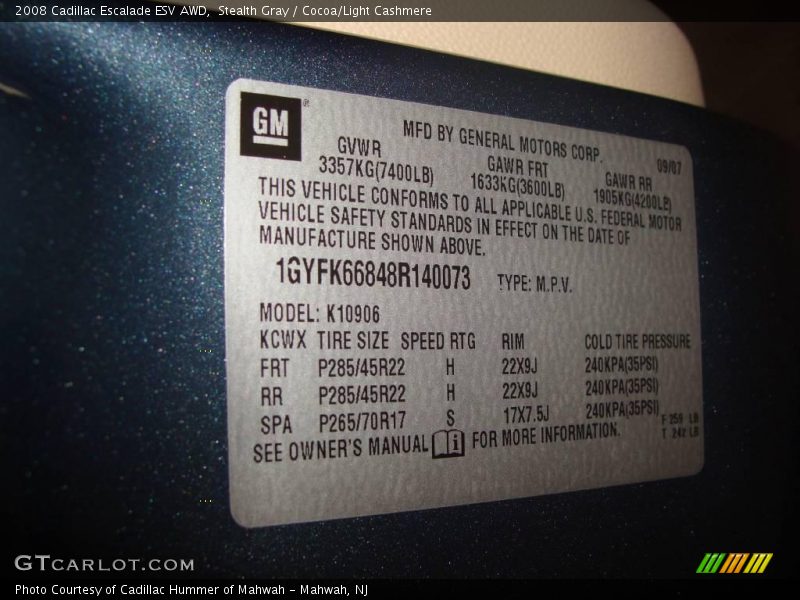 2008 Cadillac Escalade ESV AWD, Stealth Gray / Cocoa/Light Cashmere
GM ®
MFD BY GENERAL MOTORS CORP. 09/07
GVWR GAWR FRT GAWR RR
3357KG(7400LB) 1633KG(3600LB) 1905KG(4200LB)
THIS VEHICLE CONFORMS TO ALL APPLICABLE U.S. FEDERAL MOTOR
VEHICLE SAFETY STANDARDS IN EFFECT ON THE DATE OF
MANUFACTURE SHOWN ABOVE.
1GYFK66848R140073 TYPE: M.P.V.
MODEL: K10906
KCWX TIRE SIZE SPEED RTG RIM COLD TIRE PRESSURE
FRT P285/45R22 H 22X9J 240KPA(35PSI)
RR P285/45R22 H 22X9J 240KPA(35PSI)
SPA P265/70R17 S 17X7.5J 240KPA(35PSI)
F 259 LB
T 242 LB
SEE OWNER'S MANUAL i FOR MORE INFORMATION.
GTCARLOT.COM
Photo Courtesy of Cadillac Hummer of Mahwah - Mahwah, NJ